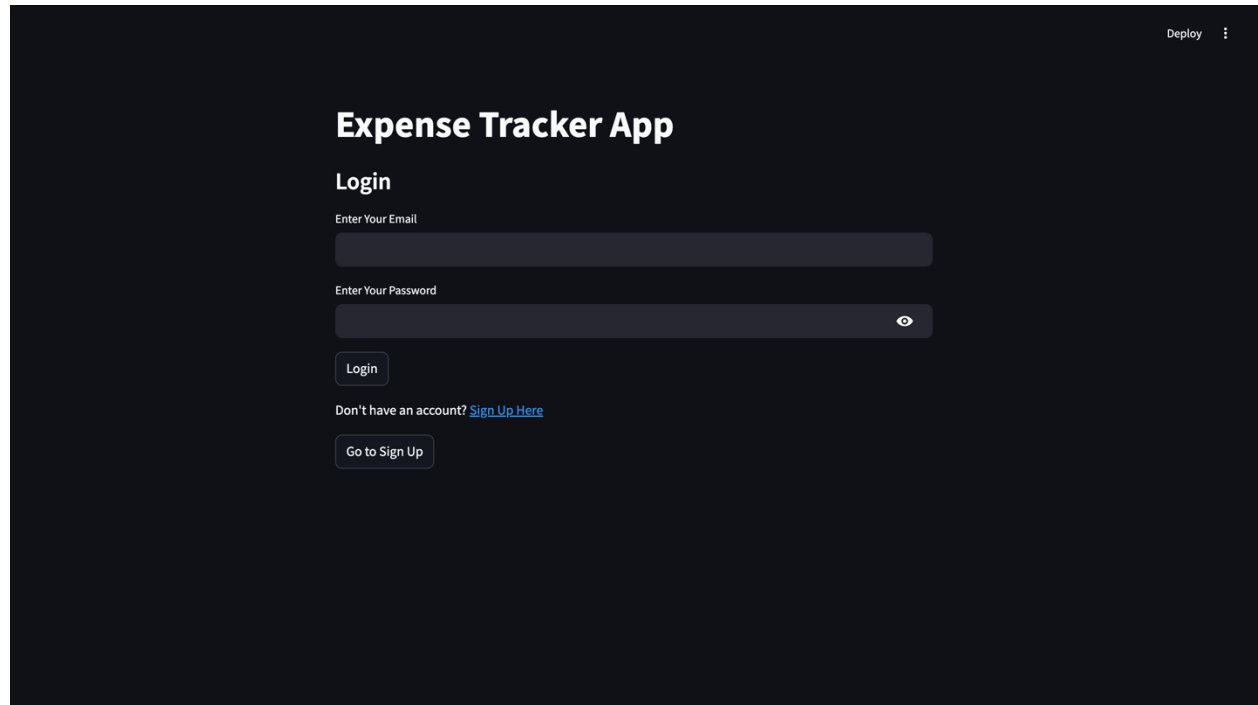 Deploy
Expense Tracker App
Login
Enter Your Email
Enter Your Password
Login
Don't have an account? Sign Up Here
Go to Sign Up